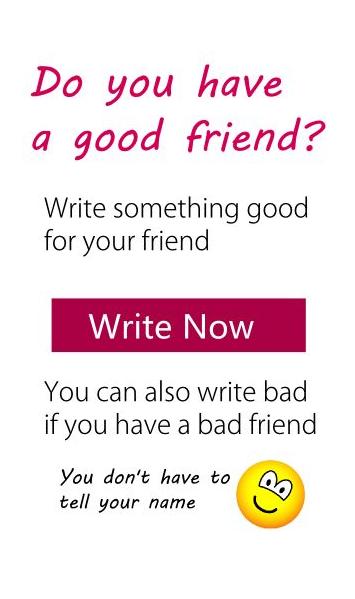 Do you have
a good friend?
Write something good
for your friend
Write Now
You can also write bad
if you have a bad friend
You don't have to
tell your name